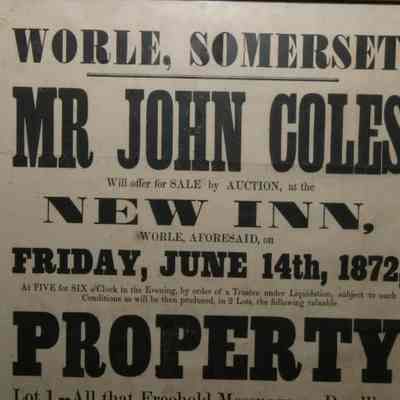 WORLE, SOMERSET
MR JOHN COLES
Will offer for SALE by AUCTION, at the
NEW INN,
WORLE, AFORESAID, on
FRIDAY, JUNE 14th, 1872,
At FIVE for SIX o'Clock in the Evening, by order of a Trustee under Liquidation, subject to such
Conditions as will be then produced, in 2 Lots, the following valuable
PROPERTY
Lot 1.—All that Freehold